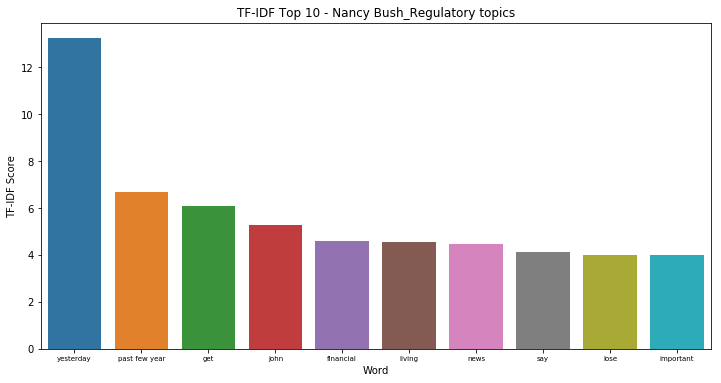 TF-IDF Top 10 - Nancy Bush_Regulatory topics
TF-IDF Score
12
10
8
6
4
2
0
yesterday past few year get john financial living news say lose important
Word